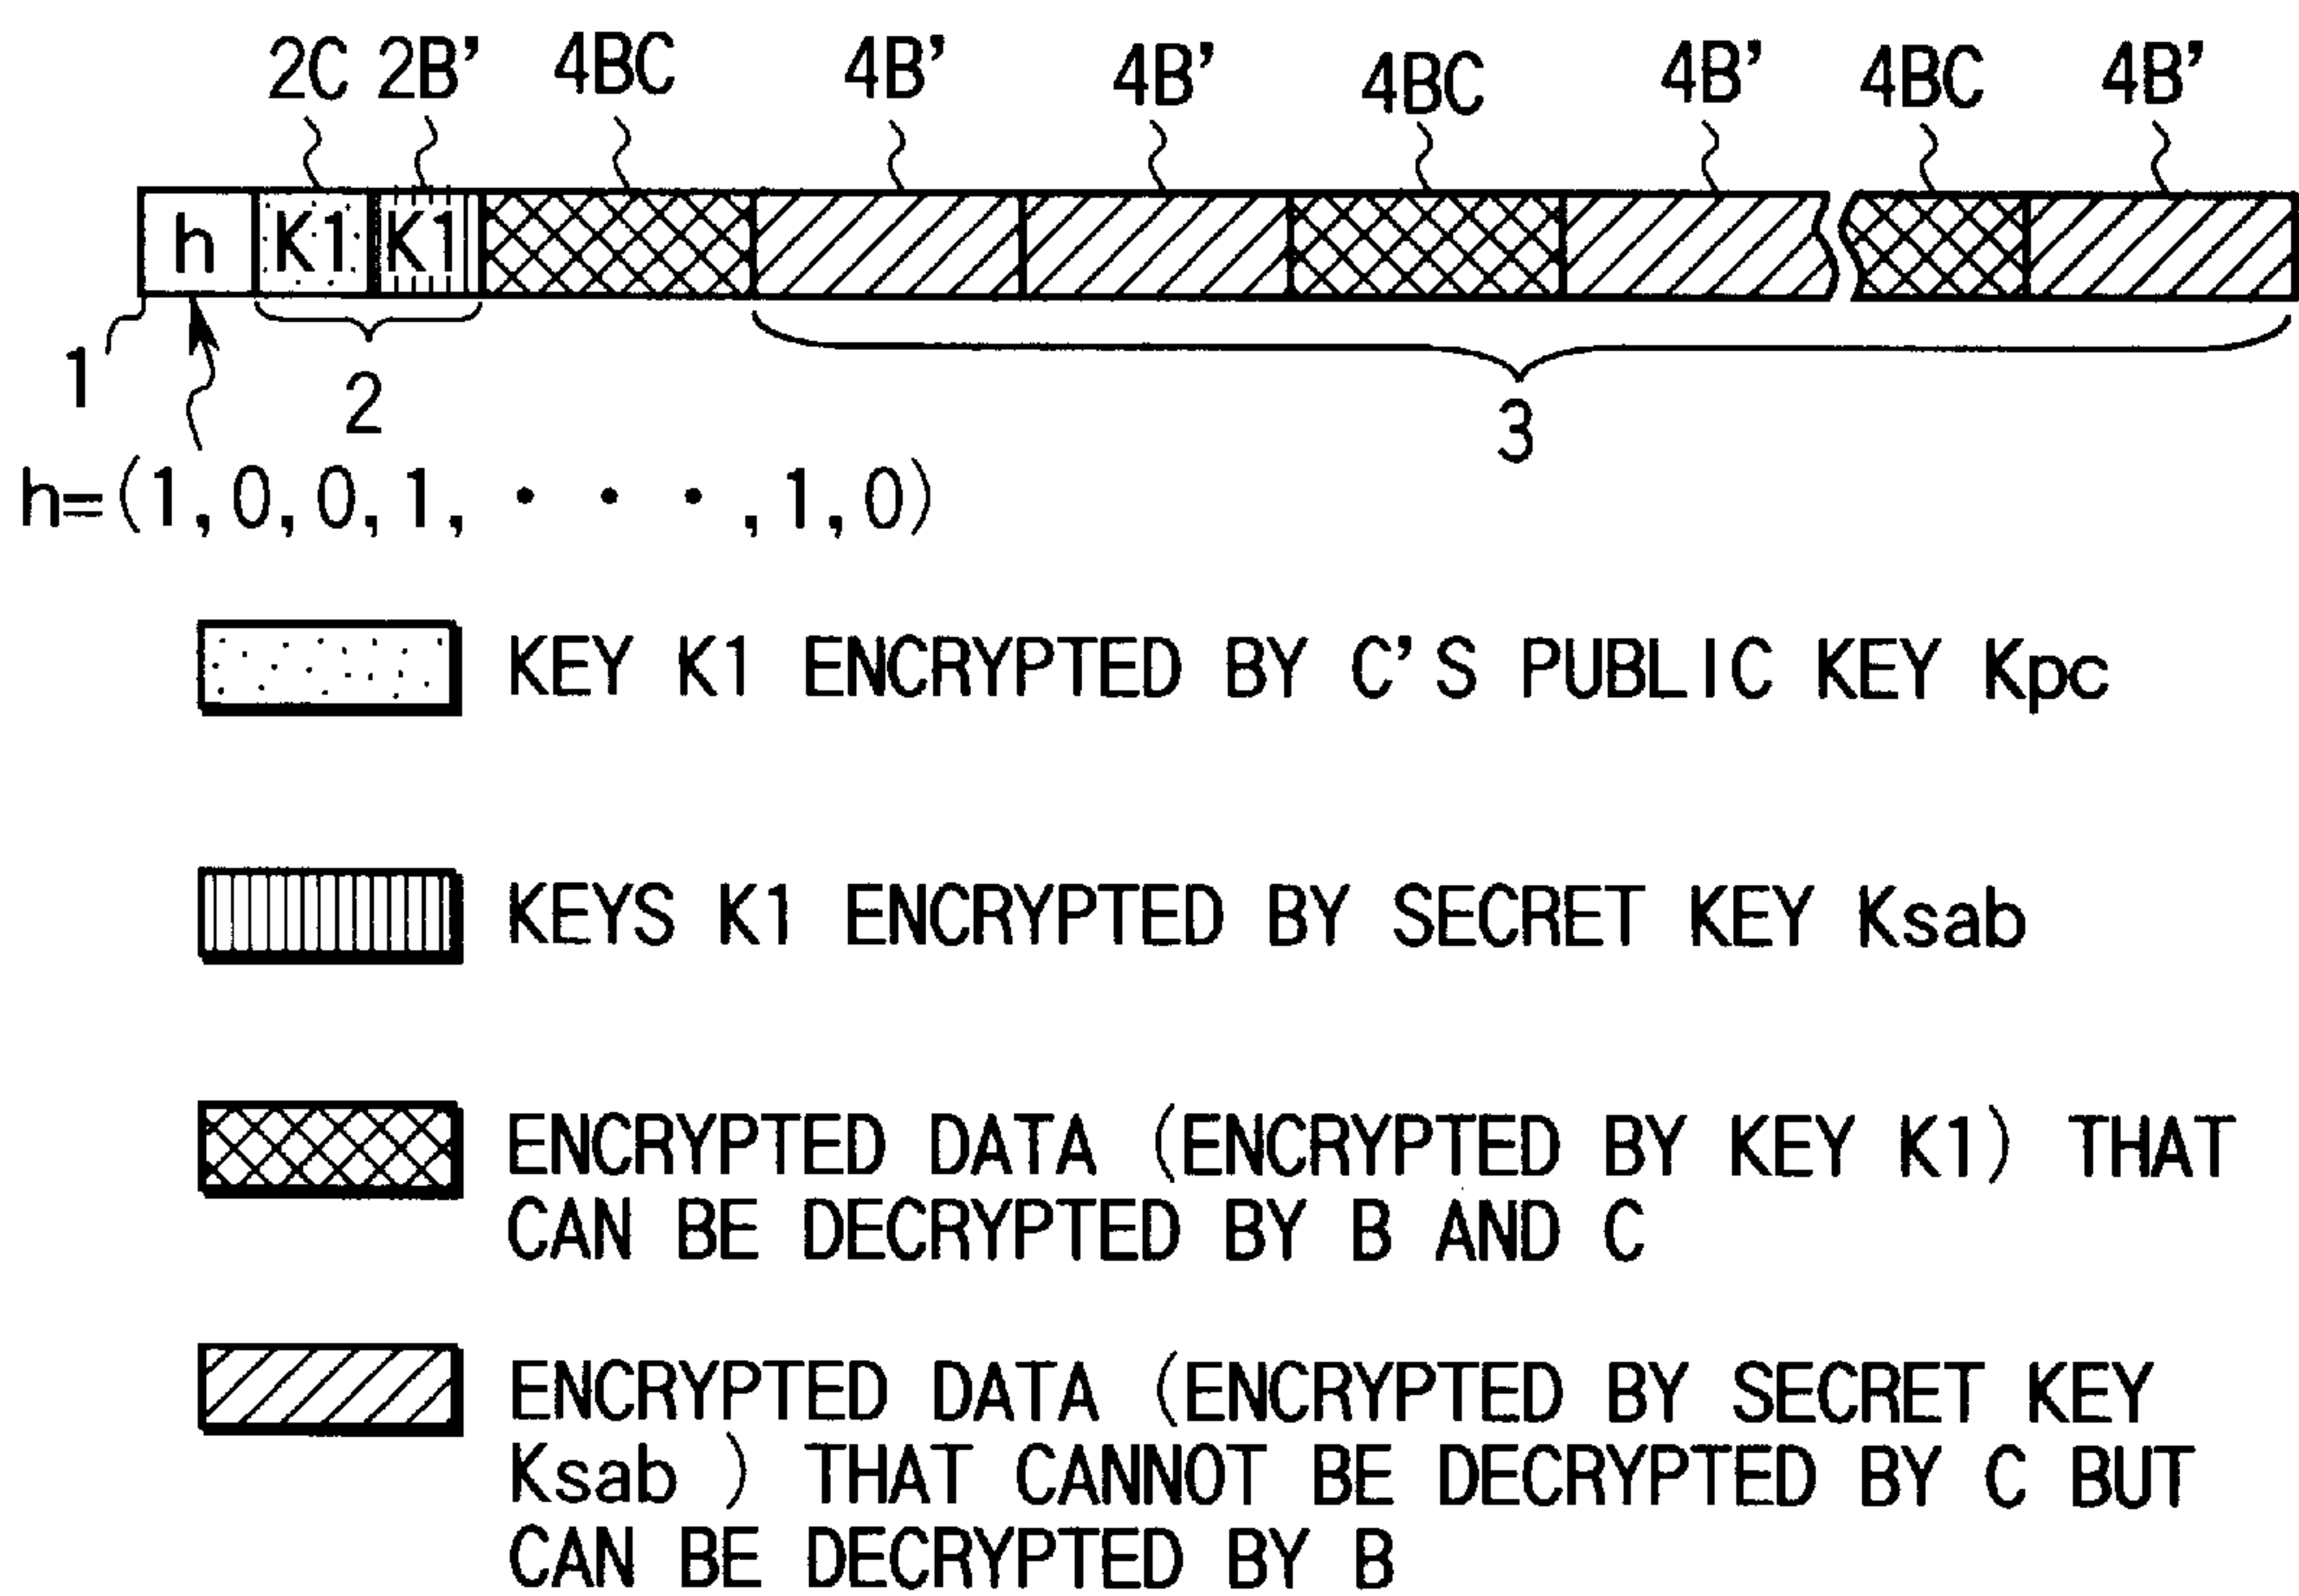 2C 2B' 4BC 4B' 4B' 4BC 4B' 4BC 4B'
h K1 K1
1 2 3
h=(1,0,0,1, · · · ,1,0)
KEY K1 ENCRYPTED BY C'S PUBLIC KEY Kpc
KEYS K1 ENCRYPTED BY SECRET KEY Ksab
ENCRYPTED DATA (ENCRYPTED BY KEY K1) THAT
CAN BE DECRYPTED BY B AND C
ENCRYPTED DATA (ENCRYPTED BY SECRET KEY
Ksab ) THAT CANNOT BE DECRYPTED BY C BUT
CAN BE DECRYPTED BY B